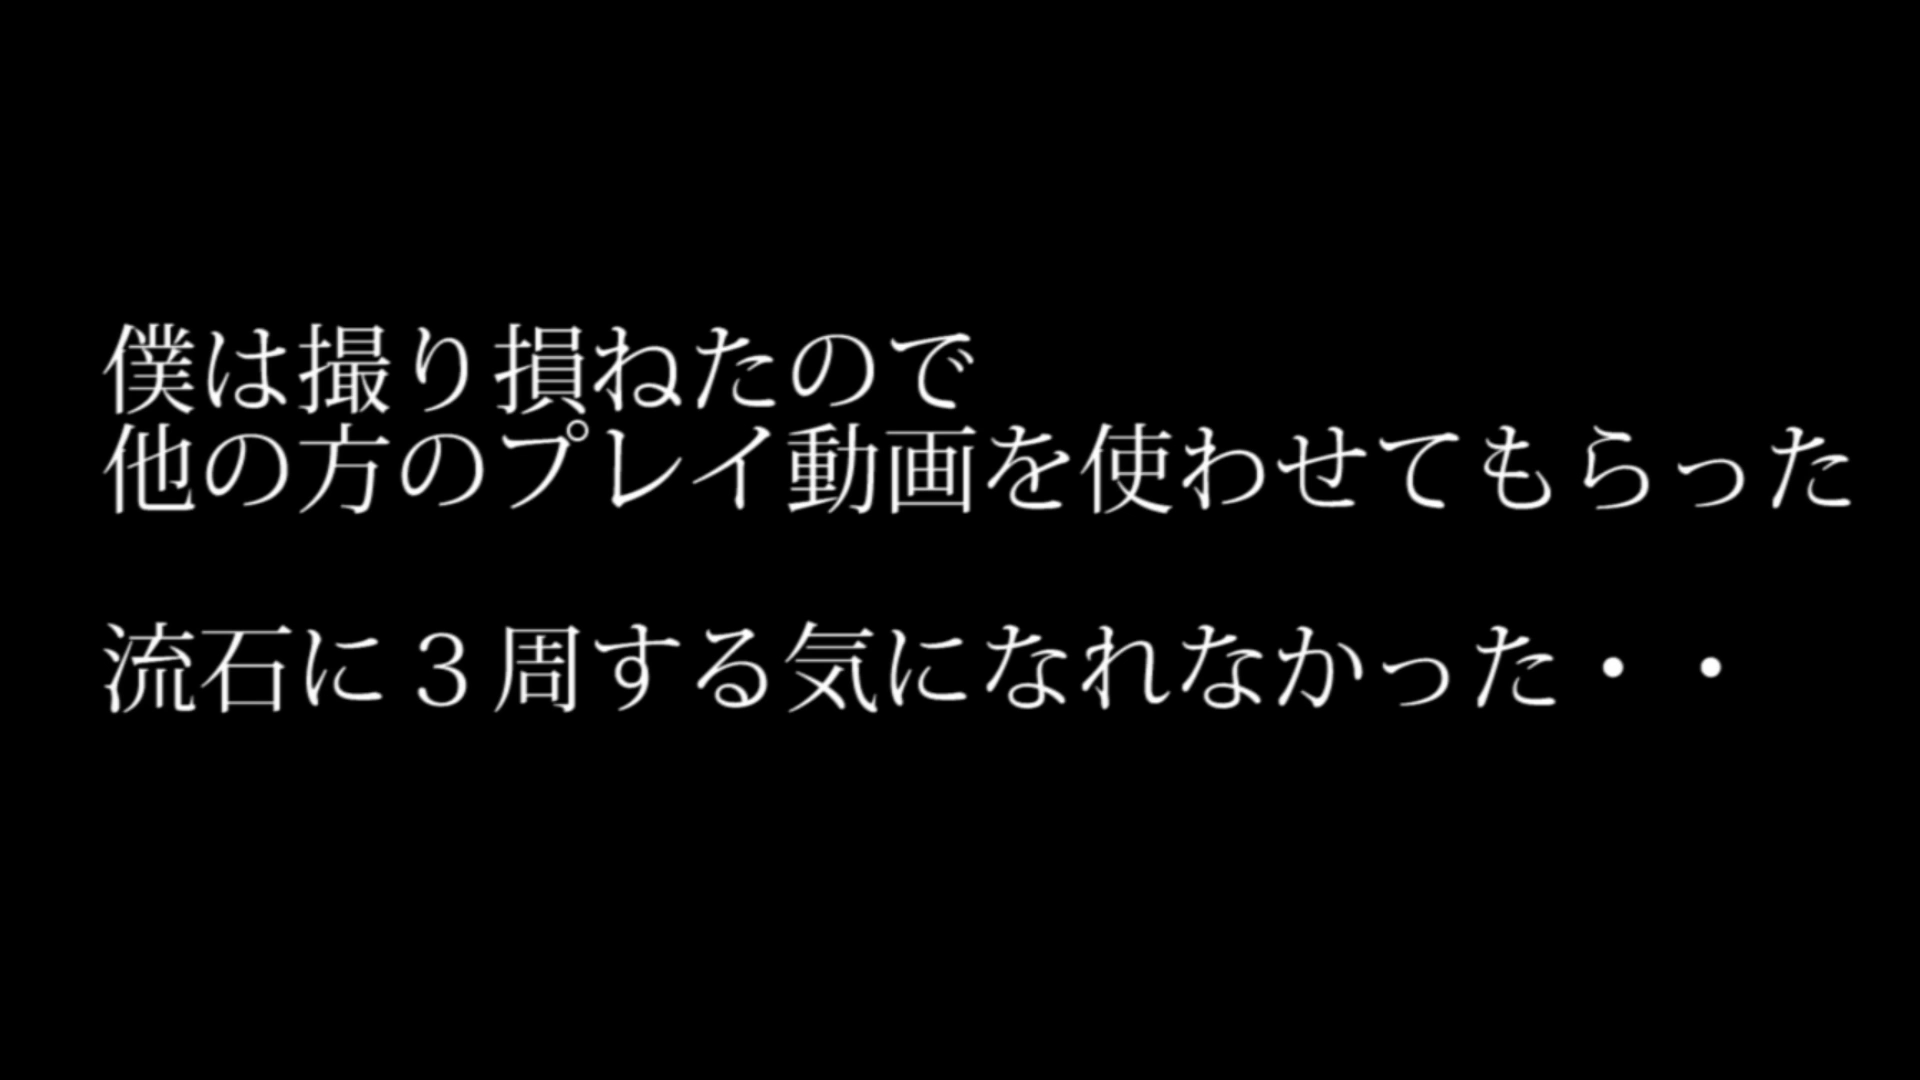 僕は撮り損ねたので
他の方のプレイ動画を使わせてもらった
流石に３周する気になれなかった・・